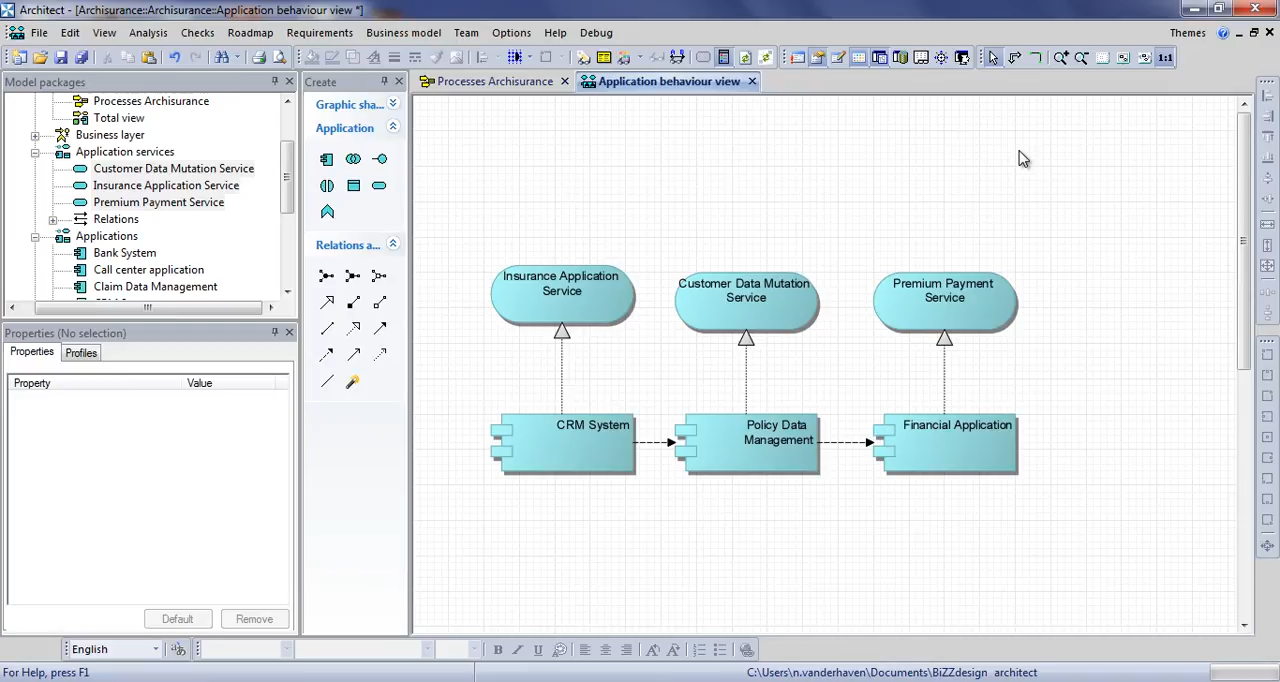 Architect - [Archisurance::Archisurance::Application behaviour view *]
File Edit View Analysis Checks Roadmap Requirements Business model Team Options Help Debug Themes
1:1
Model packages
Processes Archisurance
Total view
Business layer
Application services
Customer Data Mutation Service
Insurance Application Service
Premium Payment Service
Relations
Applications
Bank System
Call center application
Claim Data Management
Properties (No selection)
Properties Profiles
Property Value
Default Remove
Create
Graphic sha...
Application
Relations a...
Processes Archisurance Application behaviour view
Insurance Application
Service
Customer Data Mutation
Service
Premium Payment
Service
CRM System
Policy Data
Management
Financial Application
English
B I U
For Help, press F1
C:\Users\n.vanderhaven\Documents\BiZZdesign architect